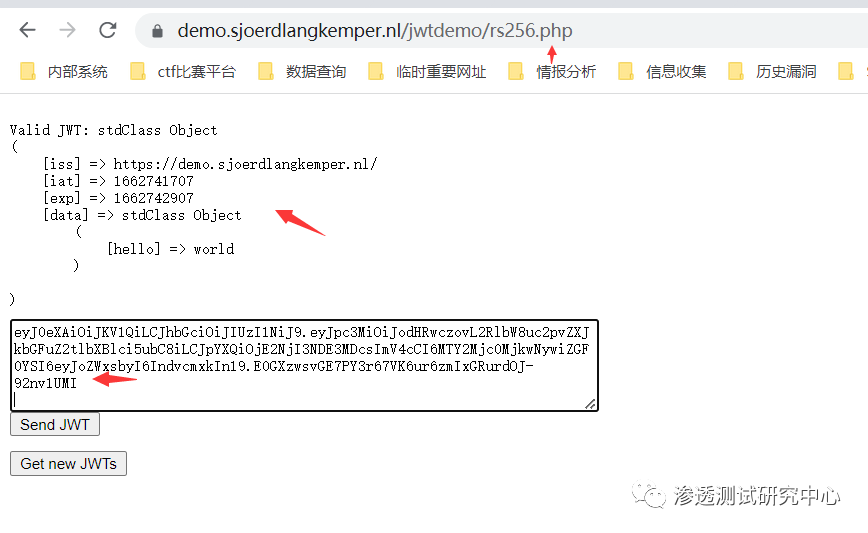 demo.sjoerdlangkemper.nl/jwtdemo/rs256.php
内部系统 ctf比赛平台 数据查询 临时重要网址 情报分析 信息收集 历史漏洞
Valid JWT: stdClass Object
(
[iss] => https://demo.sjoerdlangkemper.nl/
[iat] => 1662741707
[exp] => 1662742907
[data] => stdClass Object
(
[hello] => world
)
)
eyJ0eXAiOiJKV1QiLCJhbGciOiJIUzI1NiJ9.eyJpc3MiOiJodHRwczovL2RlbW8uc2pvZXJ
kbGFuZ2tlbXBlci5ubC8iLCJpYXQiOjE2NjI3NDE3MDcsImV4cCI6MTY2Mjc0MjkwNywiZGF
0YSI6eyJoZWxsbyI6IndvcmxkIn19.E0GXzwsvGE7PY3r67VK6ur6zmIxGRurdOJ-
92nv1UMI
Send JWT
Get new JWTs
渗透测试研究中心